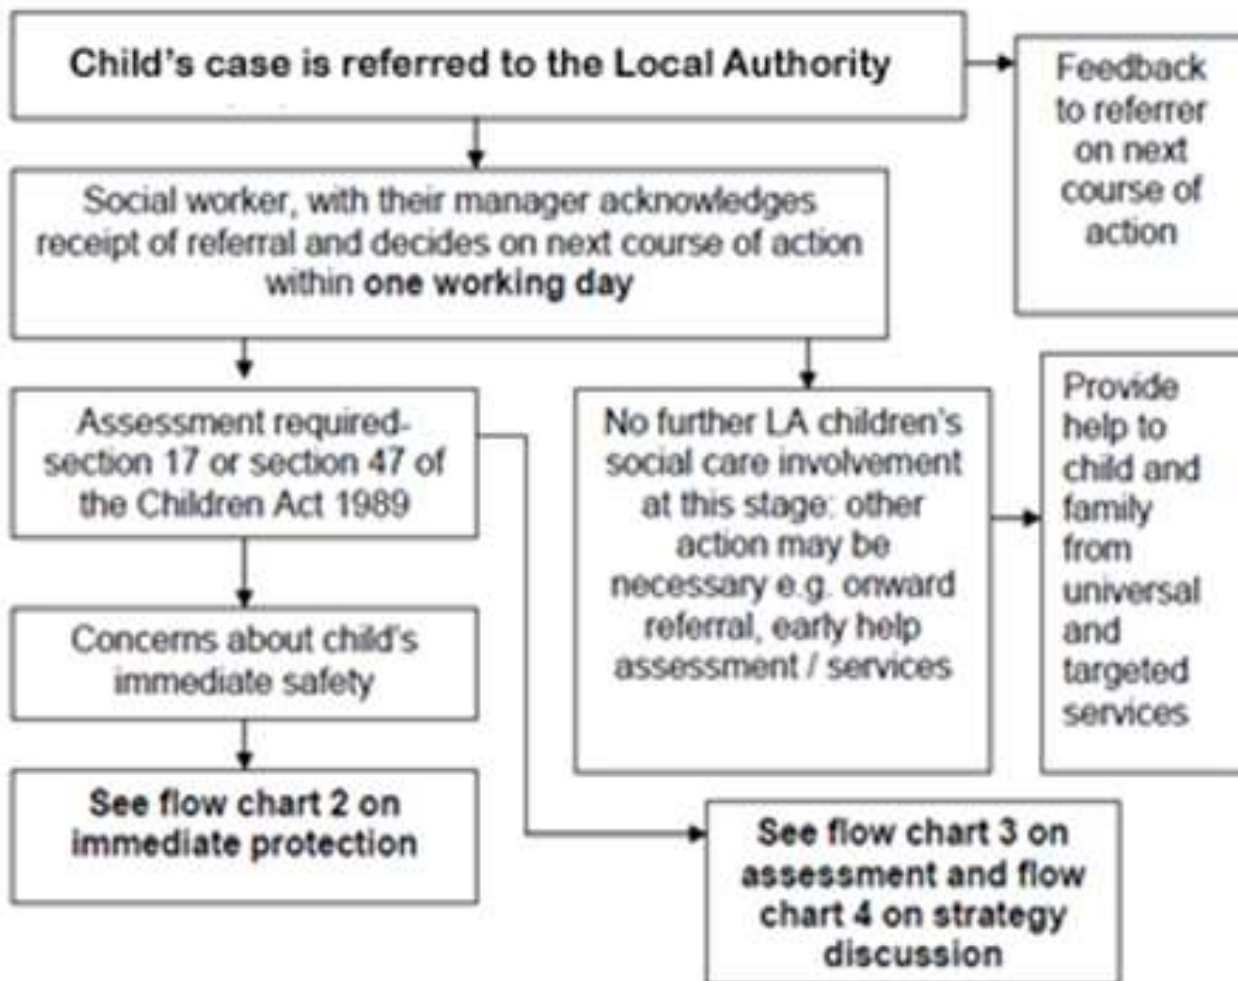 Child's case is referred to the Local Authority
Feedback
to referrer
on next
course of
action
Social worker, with their manager acknowledges
receipt of referral and decides on next course of action
within one working day
Assessment required-
section 17 or section 47 of
the Children Act 1989
No further LA children's
social care involvement
at this stage: other
action may be
necessary e.g. onward
referral, early help
assessment / services
Provide
help to
child and
family
from
universal
and
targeted
services
Concerns about child's
immediate safety
See flow chart 2 on
immediate protection
See flow chart 3 on
assessment and flow
chart 4 on strategy
discussion